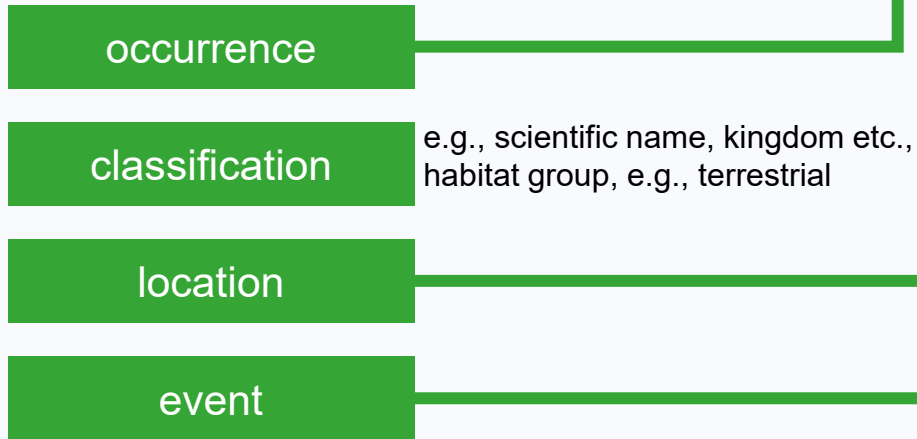 occurrence
classification
e.g., scientific name, kingdom etc.,
habitat group, e.g., terrestrial
location
event